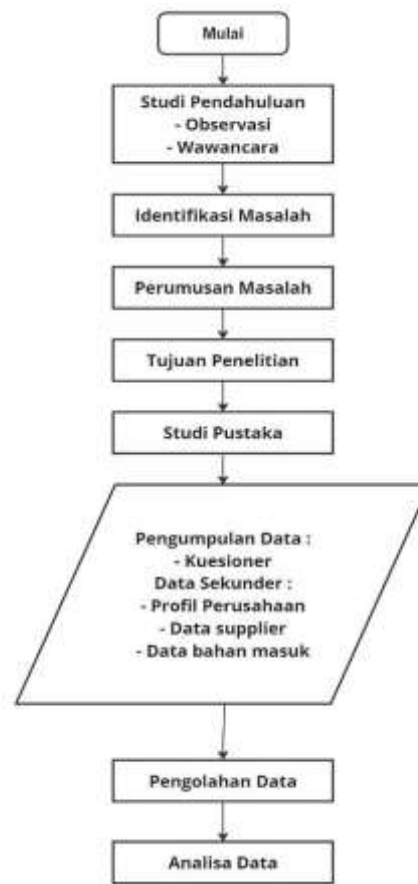 Mulai
Studi Pendahuluan
- Observasi
- Wawancara
Identifikasi Masalah
Perumusan Masalah
Tujuan Penelitian
Studi Pustaka
Pengumpulan Data :
- Kuesioner
Data Sekunder :
- Profil Perusahaan
- Data supplier
- Data bahan masuk
Pengolahan Data
Analisa Data